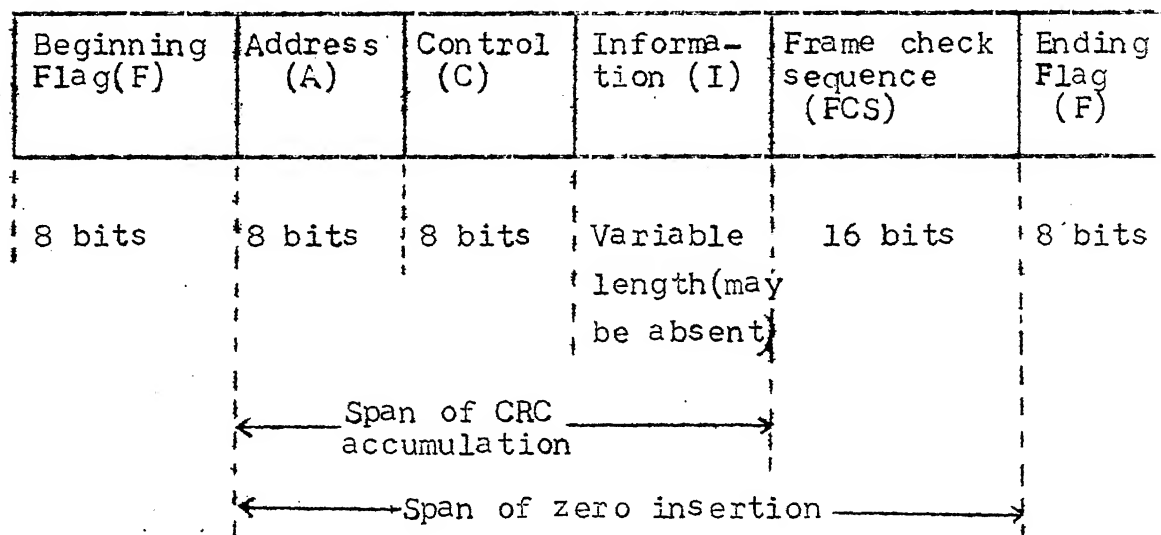 Beginning Flag(F)
Address (A)
Control (C)
Informa- tion (I)
Frame check sequence (FCS)
Ending Flag (F)
8 bits
8 bits
8 bits
Variable length(may be absent)
16 bits
8 bits
Span of CRC accumulation
Span of zero insertion